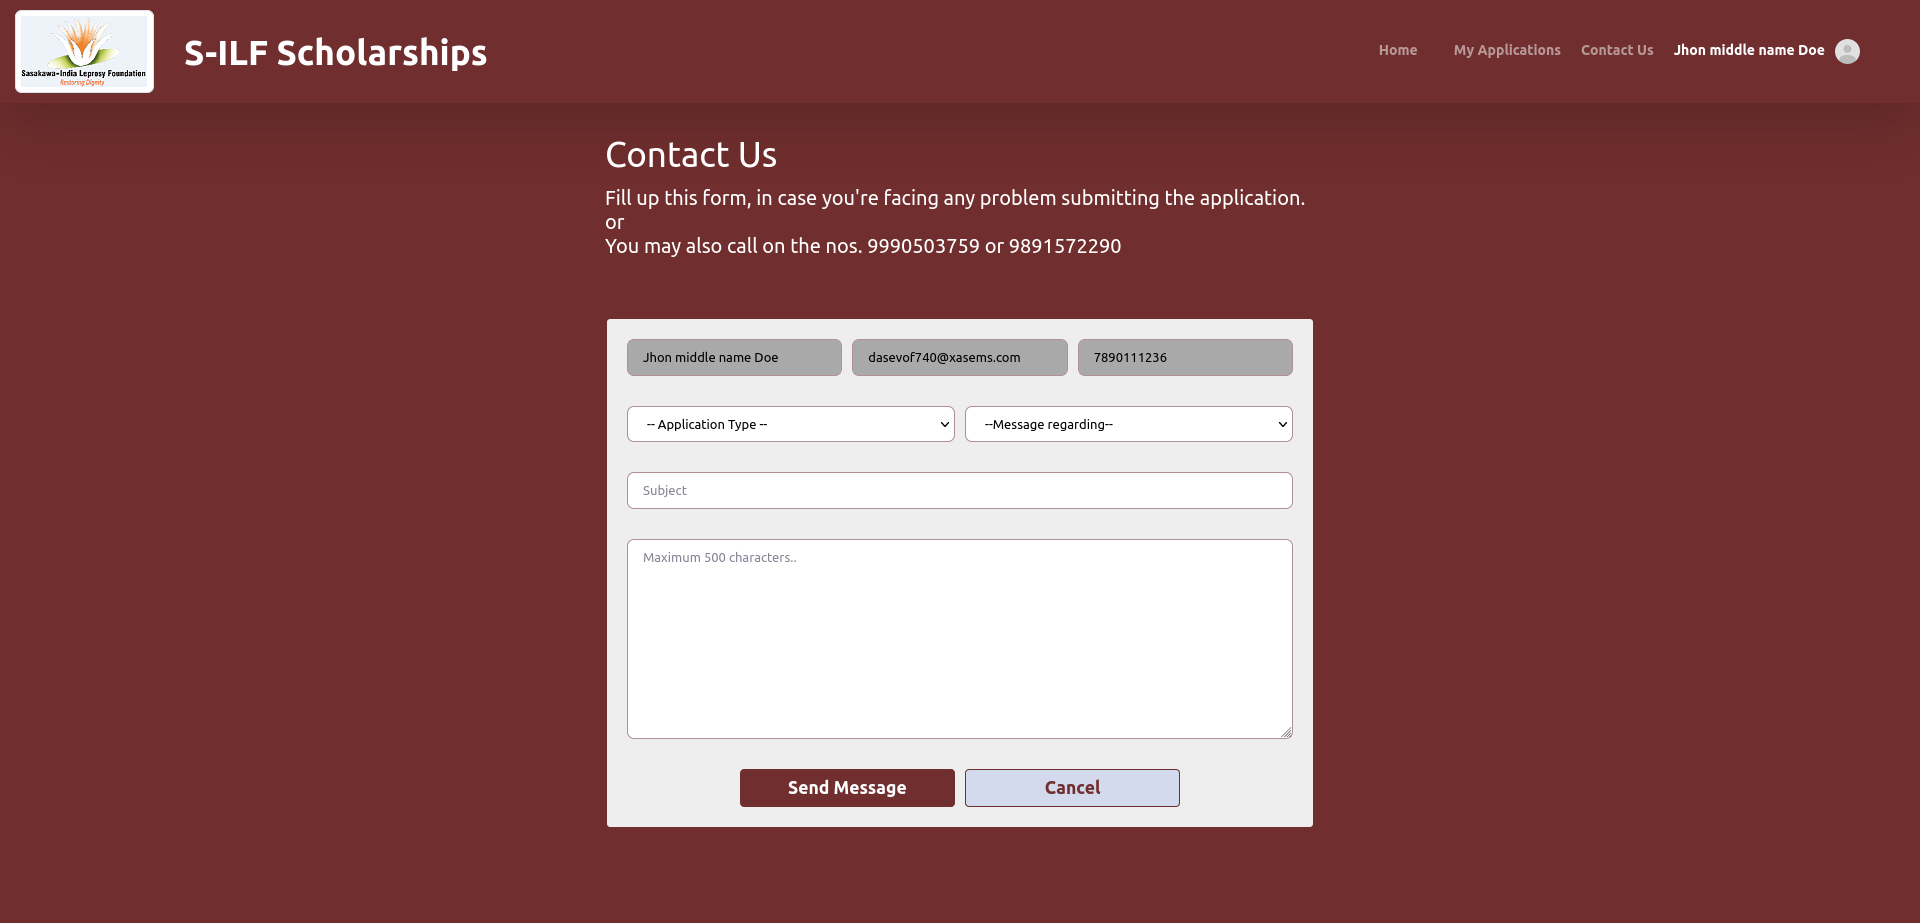 Sasakawa-India Leprosy Foundation
Restoring Dignity
S-ILF Scholarships
Home
My Applications
Contact Us
Jhon middle name Doe
Contact Us
Fill up this form, in case you're facing any problem submitting the application.
or
You may also call on the nos. 9990503759 or 9891572290
Jhon middle name Doe
dasevof740@xasems.com
7890111236
-- Application Type --
--Message regarding--
Subject
Maximum 500 characters..
Send Message
Cancel